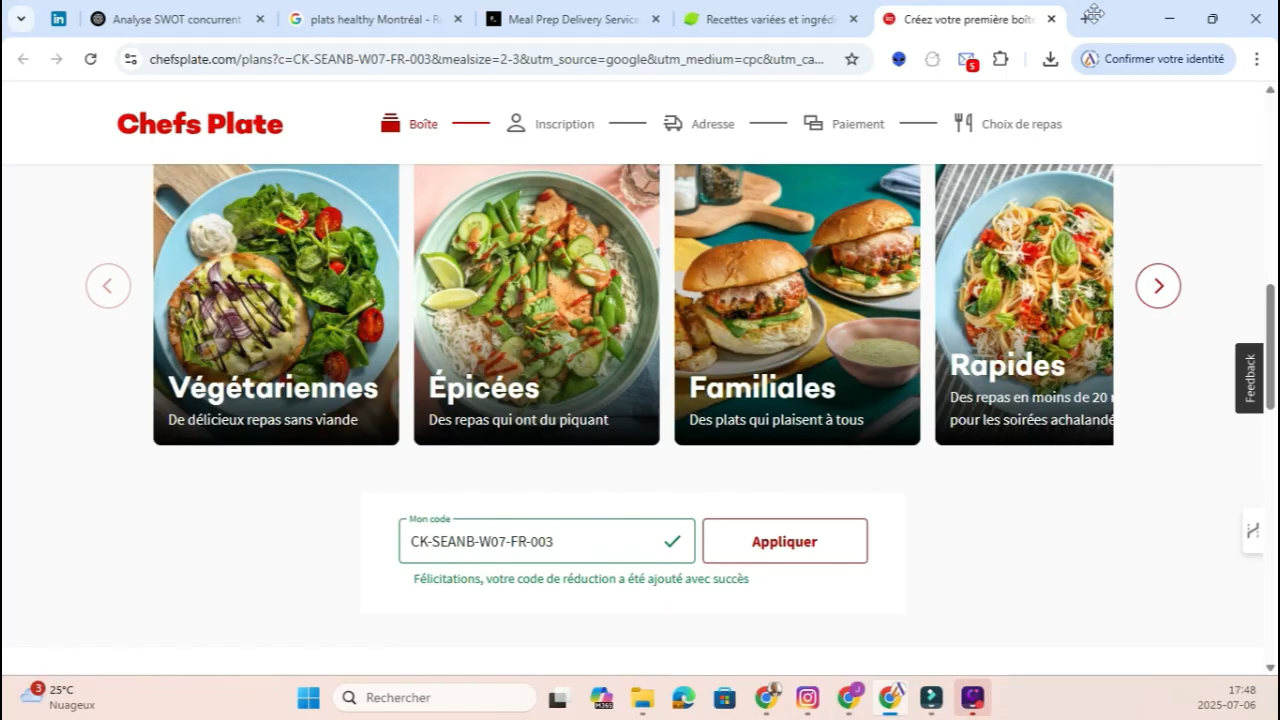 Analyse SWOT concurrent
plats healthy Montréal - R
Meal Prep Delivery Service
Recettes variées et ingréd
Créez votre première boît
chefsplate.com/plans?c=CK-SEANB-W07-FR-003&mealsize=2-3&utm_source=google&utm_medium=cpc&utm_ca...
5
Confirmer votre identité
Chefs Plate
Boîte
Inscription
Adresse
Paiement
Choix de repas
Végétariennes
De délicieux repas sans viande
Épicées
Des repas qui ont du piquant
Familiales
Des plats qui plaisent à tous
Rapides
Des repas en moins de 20
pour les soirées achalandé
Feedback
Mon code
CK-SEANB-W07-FR-003
Appliquer
Félicitations, votre code de réduction a été ajouté avec succès
3
25°C
Nuageux
Rechercher
M365
17:48
2025-07-06